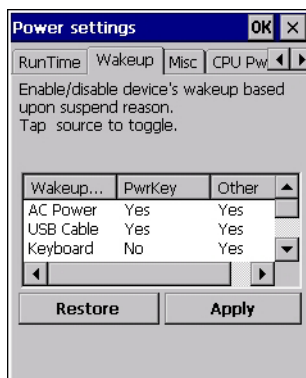 Power settings OK
RunTime Wakeup Misc CPU Pw
Enable/disable device's wakeup based
upon suspend reason.
Tap source to toggle.
Wakeup... PwrKey Other
AC Power Yes Yes
USB Cable Yes Yes
Keyboard No Yes
Restore Apply